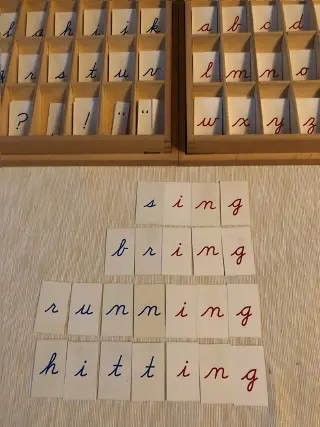 h i j k
a b c d
q r s t u v
l m n o
? ! ¨ ¨
w x y z
sing
bring
running
hitting